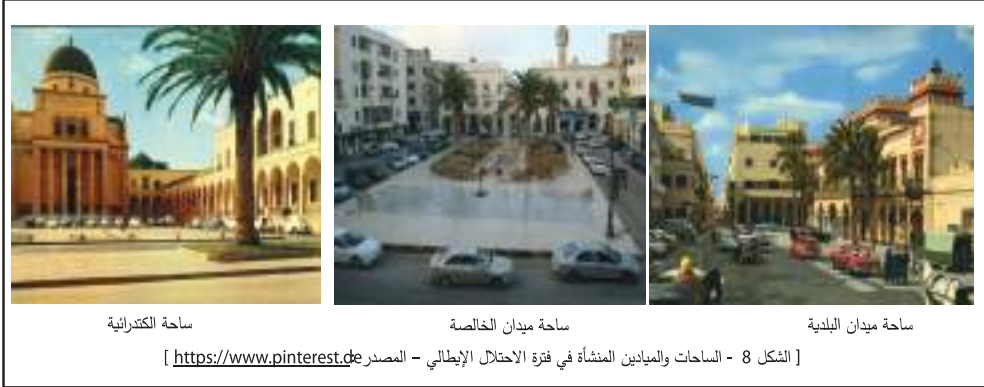 ساحة ميدان البلدية
ساحة ميدان الخالصة
ساحة الكتدرائية
[ الشكل 8 - الساحات والميادين المنشأة في فترة الاحتلال الإيطالي – المصدر https://www.pinterest.de ]